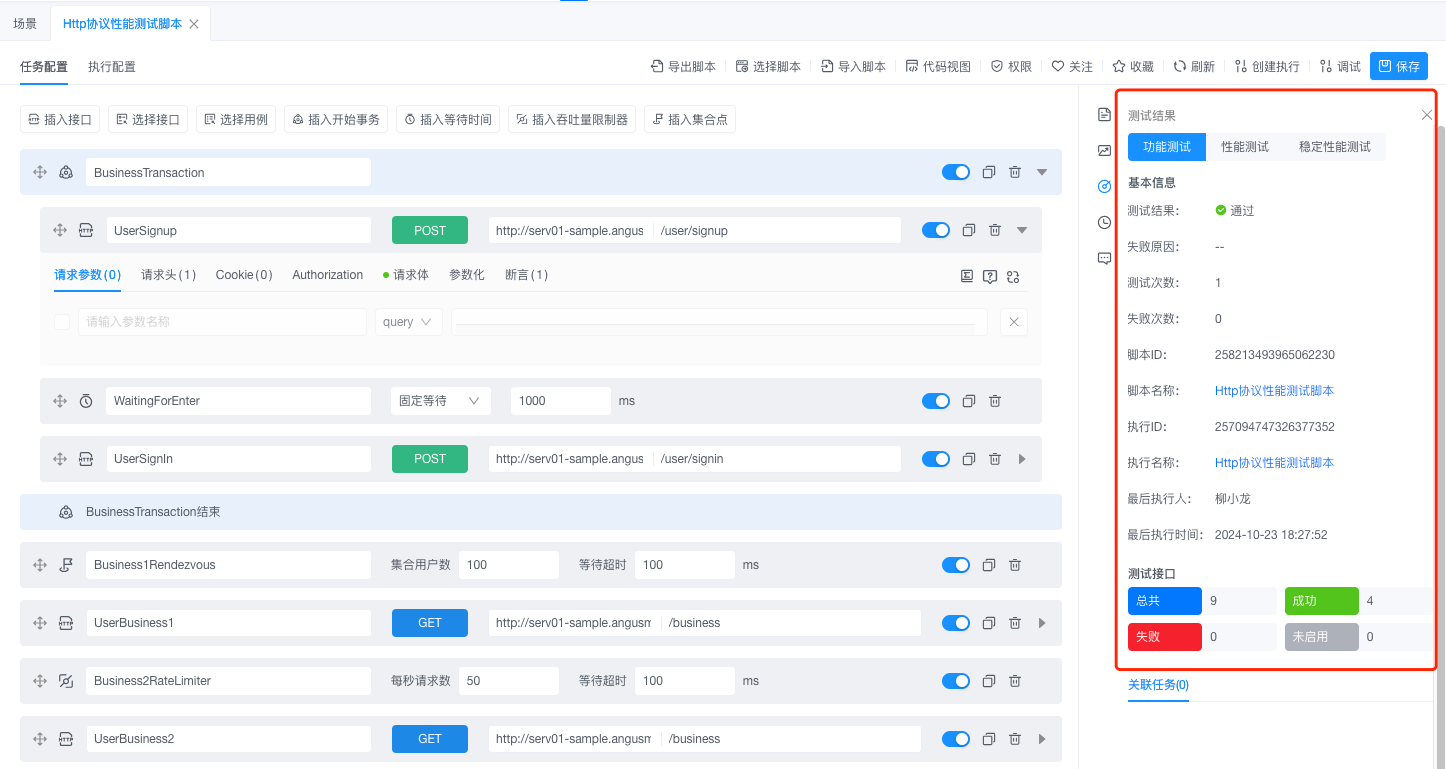 场景
Http协议性能测试脚本
任务配置 执行配置
导出脚本 选择脚本 导入脚本 代码视图 权限 关注 收藏 刷新 创建执行 调试 保存
插入接口 选择接口 选择用例 插入开始事务 插入等待时间 插入吞吐量限制器 插入集合点
BusinessTransaction
UserSignup POST http://serv01-sample.angus /user/signup
请求参数(0) 请求头(1) Cookie(0) Authorization 请求体 参数化 断言(1)
请输入参数名称 query
WaitingForEnter 固定等待 1000 ms
UserSignIn POST http://serv01-sample.angus /user/signin
BusinessTransaction结束
Business1Rendezvous 集合用户数 100 等待超时 100 ms
UserBusiness1 GET http://serv01-sample.angusm /business
Business2RateLimiter 每秒请求数 50 等待超时 100 ms
UserBusiness2 GET http://serv01-sample.angusm /business
测试结果
功能测试 性能测试 稳定性能测试
基本信息
测试结果: 通过
失败原因: --
测试次数: 1
失败次数: 0
脚本ID: 258213493965062230
脚本名称: Http协议性能测试脚本
执行ID: 257094747326377352
执行名称: Http协议性能测试脚本
最后执行人: 柳小龙
最后执行时间: 2024-10-23 18:27:52
测试接口
总共 9 成功 4
失败 0 未启用 0
关联任务(0)